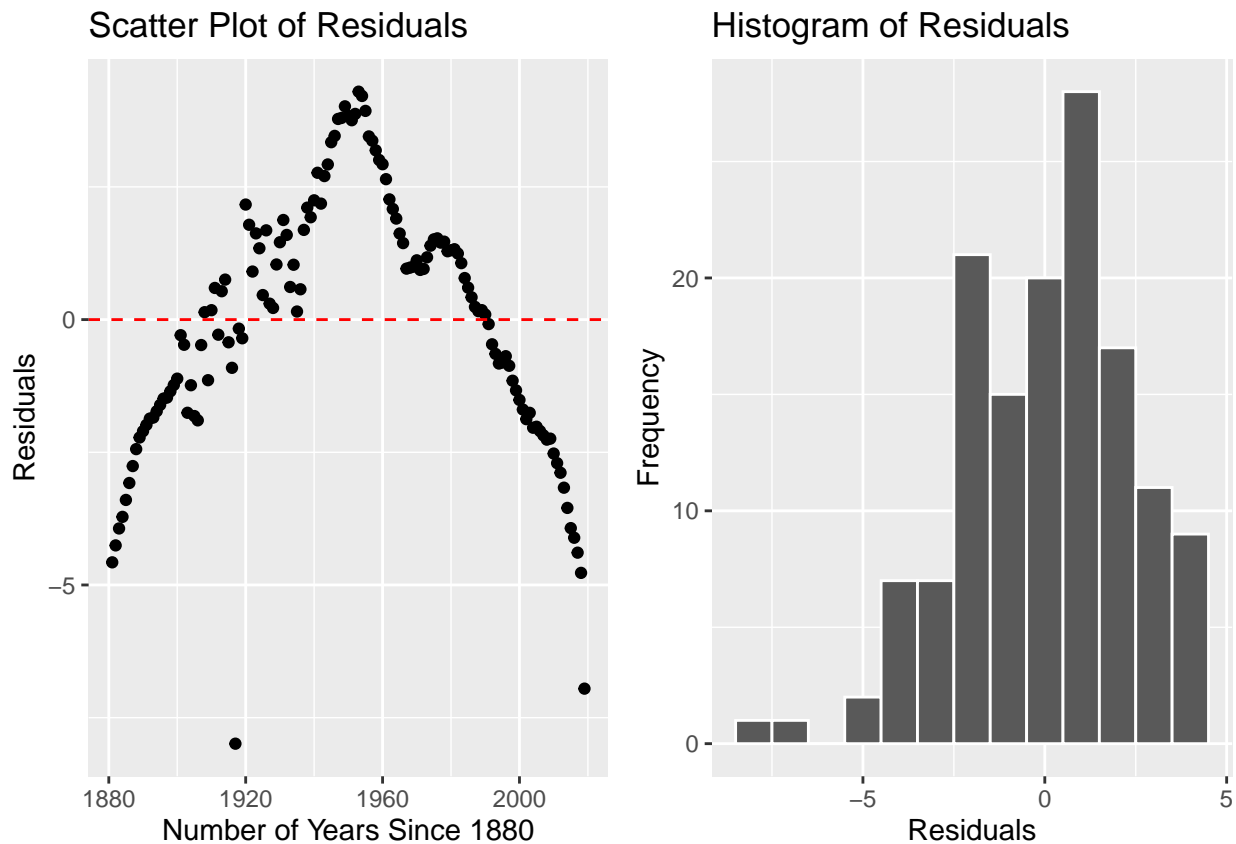 Scatter Plot of Residuals
Residuals
0
−5
1880 1920 1960 2000
Number of Years Since 1880
Histogram of Residuals
Frequency
20
10
0
−5 0 5
Residuals